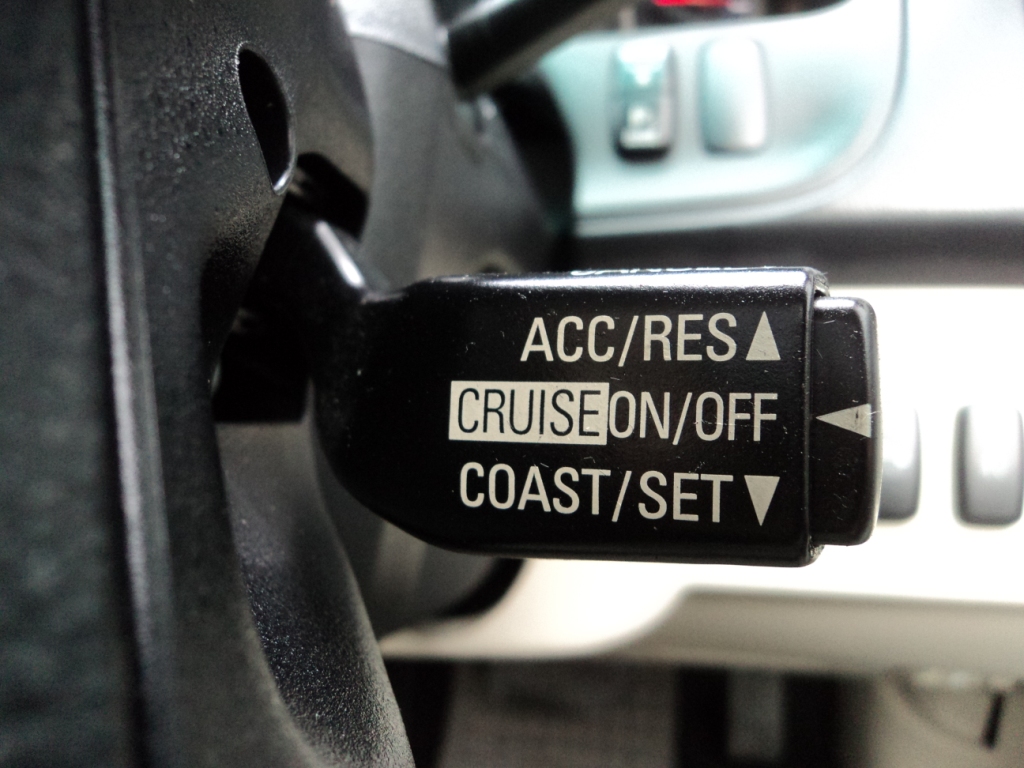 ACC/RES▲
CRUISE ON/OFF ◀
COAST/SET▼